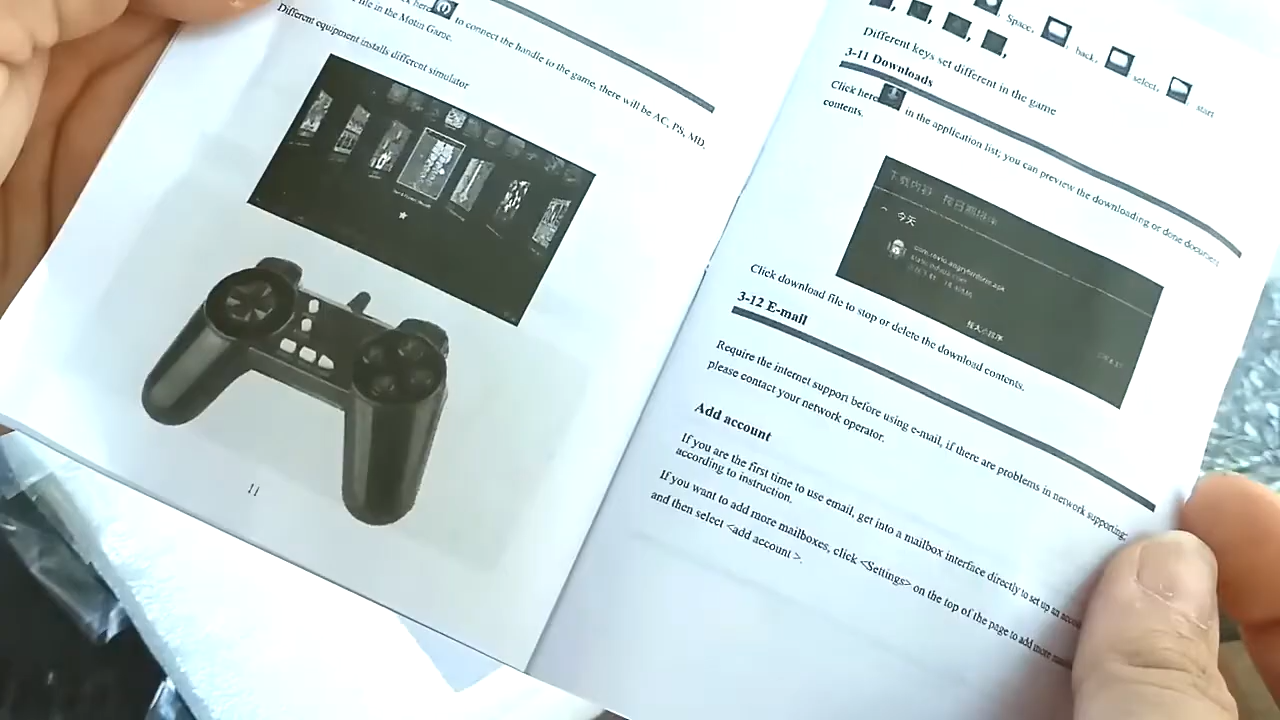 to connect the handle to the game, there will be AC, PS, MD,
file in the Motin Game.
Different equipment installs different simulator
11
Space, back, select, start
Different keys set different in the game
3-11 Downloads
Click here in the application list; you can preview the downloading or done document
contents.
下载内容
今天
Click download file to stop or delete the download contents.
3-12 E-mail
Require the internet support before using e-mail, if there are problems in network supporting;
please contact your network operator.
Add account
If you are the first time to use email, get into a mailbox interface directly to set up an
according to instruction.
If you want to add more mailboxes, click <Settings> on the top of the page to add more
and then select <add account >.